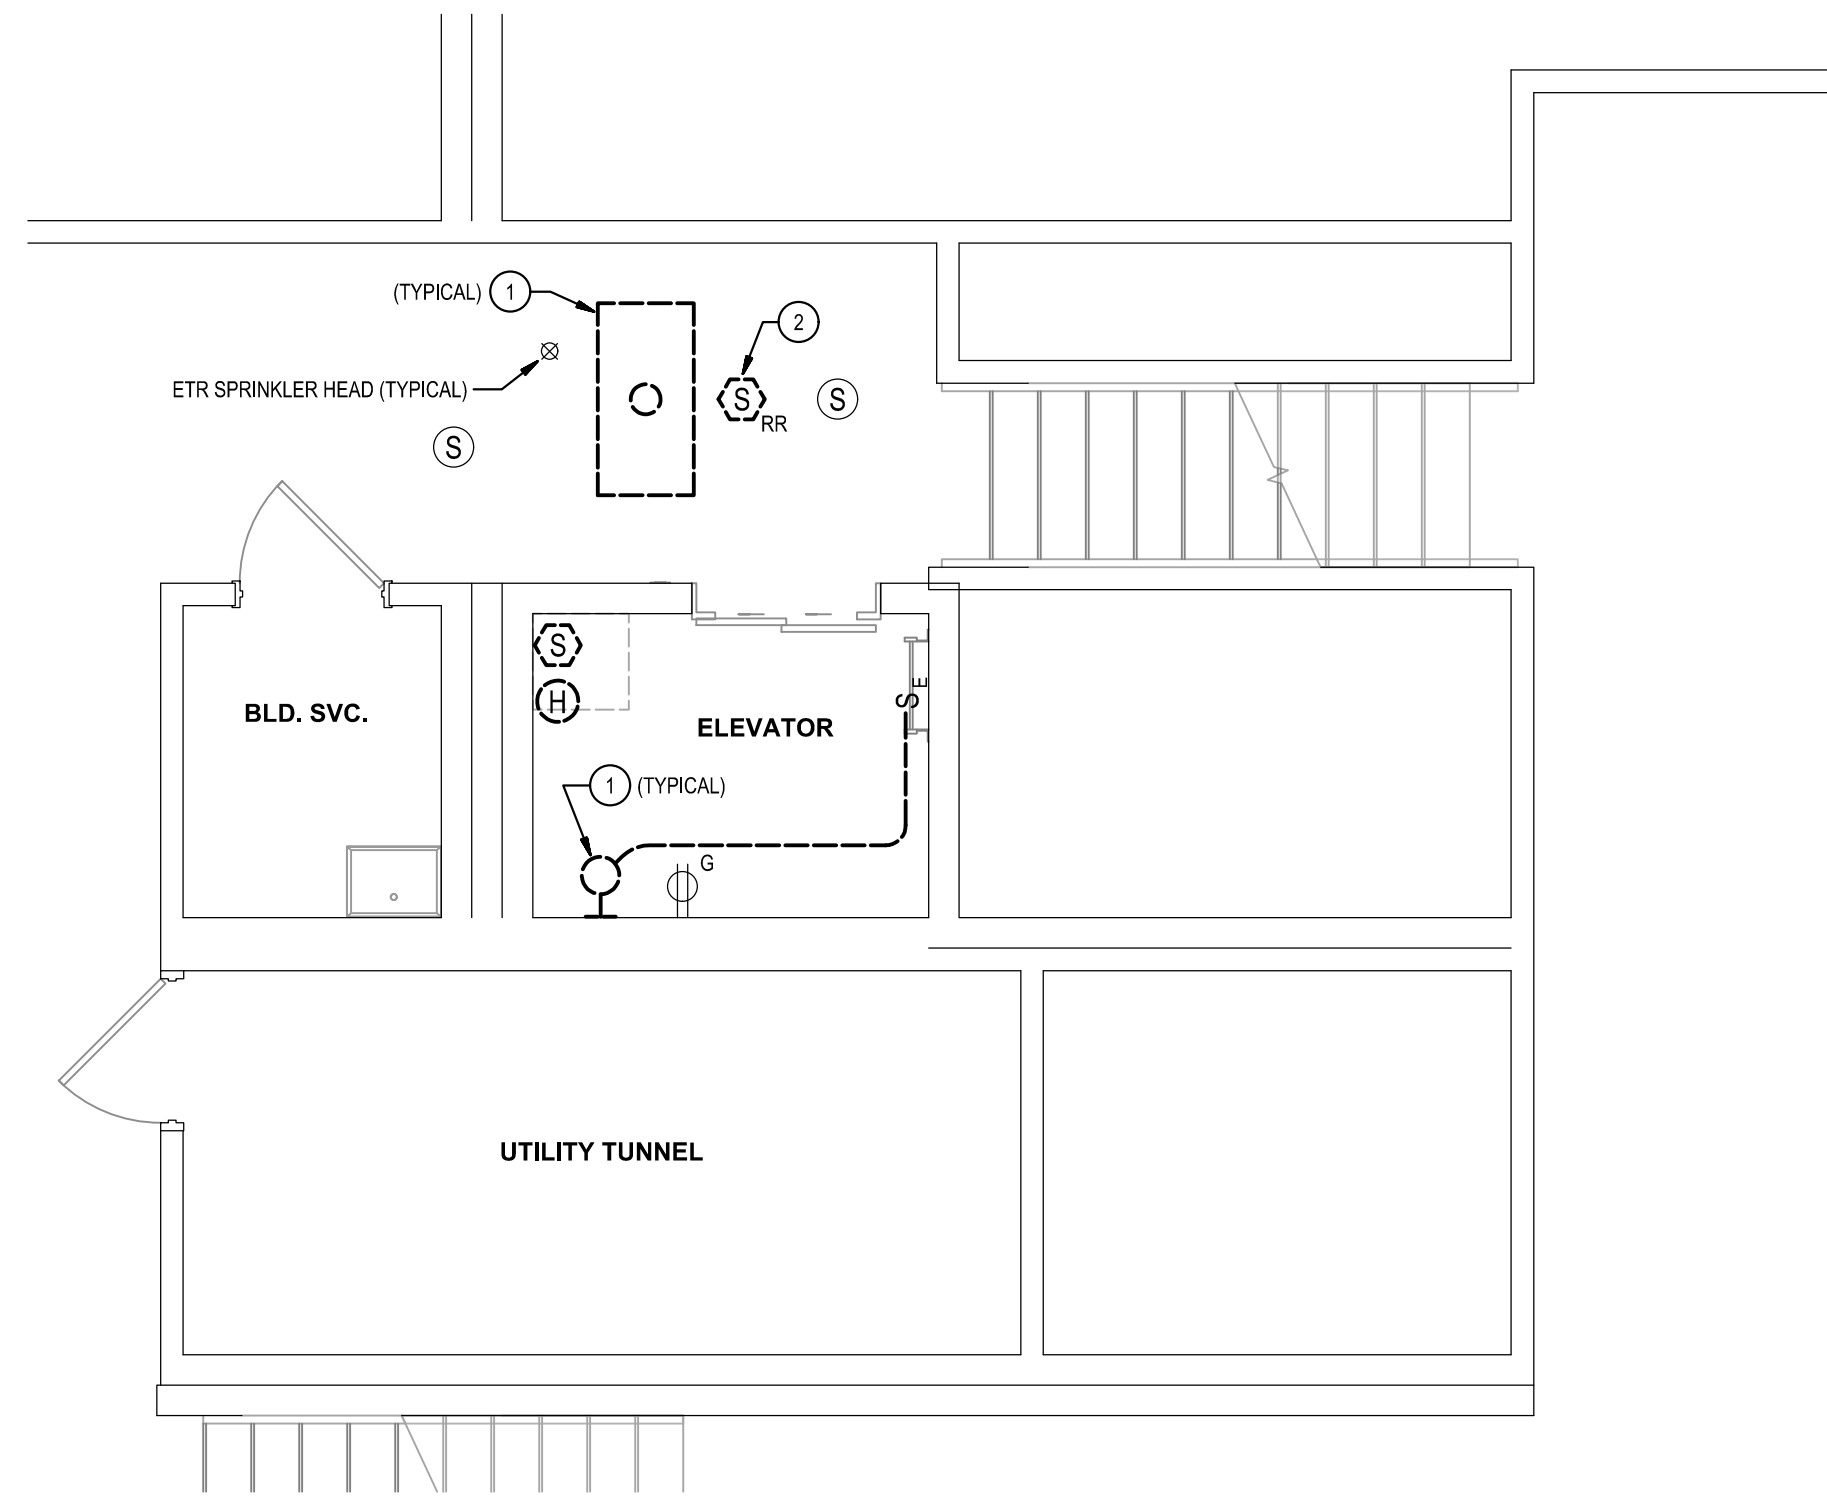 (TYPICAL) 1
2
ETR SPRINKLER HEAD (TYPICAL)
S
RR
S
S
S
H
BLD. SVC.
ELEVATOR
S
E
1 (TYPICAL)
G
UTILITY TUNNEL